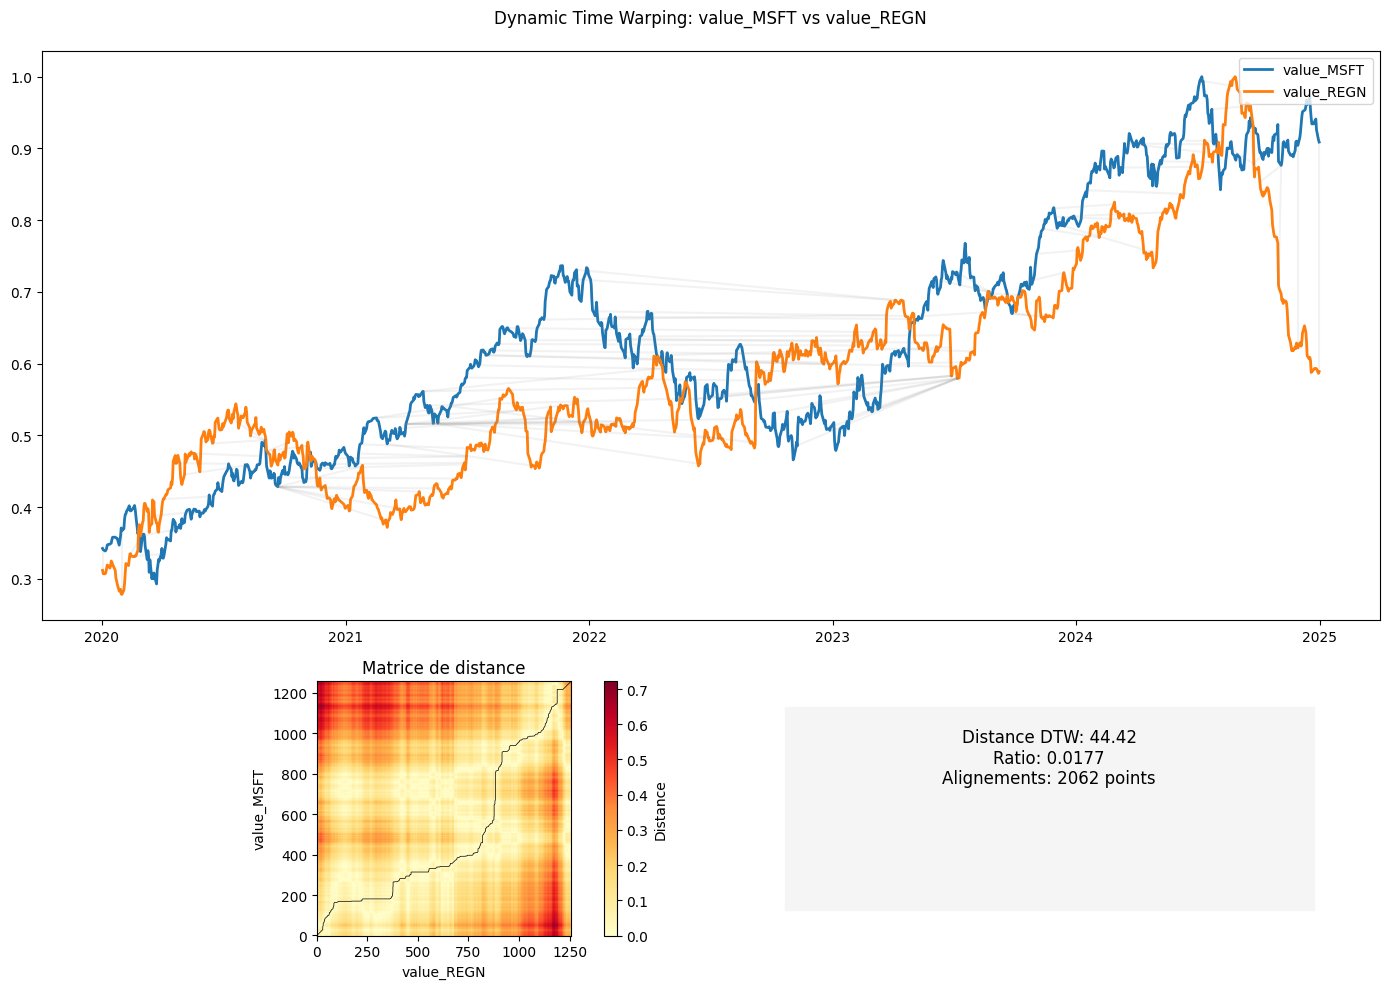 Dynamic Time Warping: value_MSFT vs value_REGN
value_MSFT
value_REGN
1.0
0.9
0.8
0.7
0.6
0.5
0.4
0.3
2020 2021 2022 2023 2024 2025
Matrice de distance
value_MSFT
1200
1000
800
600
400
200
0
0 250 500 750 1000 1250
value_REGN
0.7
0.6
0.5
0.4
0.3
0.2
0.1
0.0
Distance
Distance DTW: 44.42
Ratio: 0.0177
Alignements: 2062 points